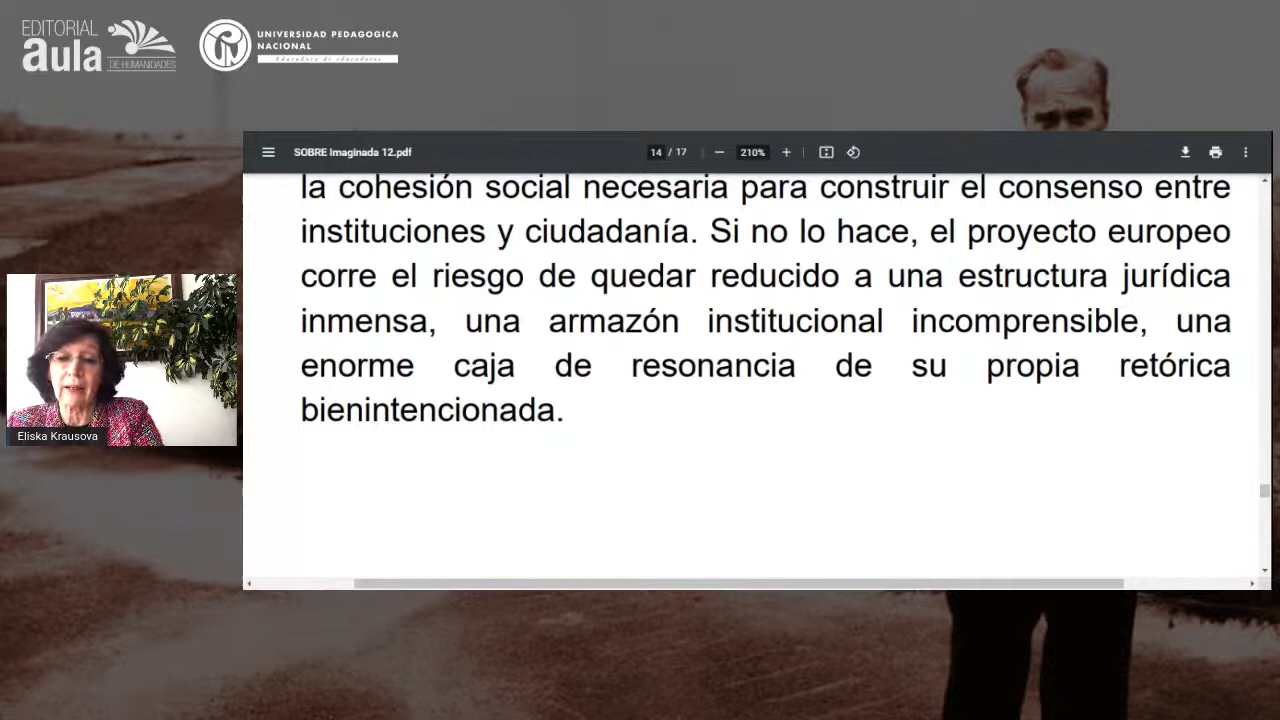 EDITORIAL
aula
DE HUMANIDADES
UNIVERSIDAD PEDAGOGICA
NACIONAL
Educadora de educadores
SOBRE Imaginada 12.pdf
14 / 17
210%
la cohesión social necesaria para construir el consenso entre
instituciones y ciudadanía. Si no lo hace, el proyecto europeo
corre el riesgo de quedar reducido a una estructura jurídica
inmensa, una armazón institucional incomprensible, una
enorme caja de resonancia de su propia retórica
bienintencionada.
Eliska Krausova